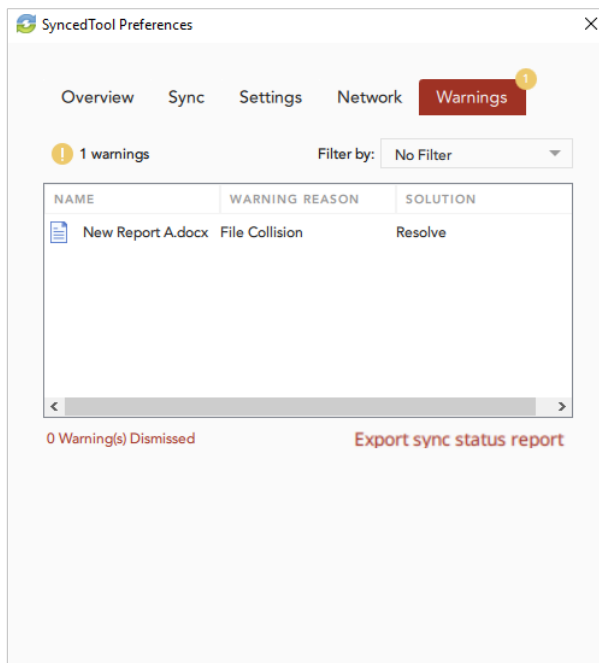 SyncedTool Preferences
1
Overview Sync Settings Network Warnings
! 1 warnings Filter by: No Filter
NAME WARNING REASON SOLUTION
New Report A.docx File Collision Resolve
0 Warning(s) Dismissed Export sync status report